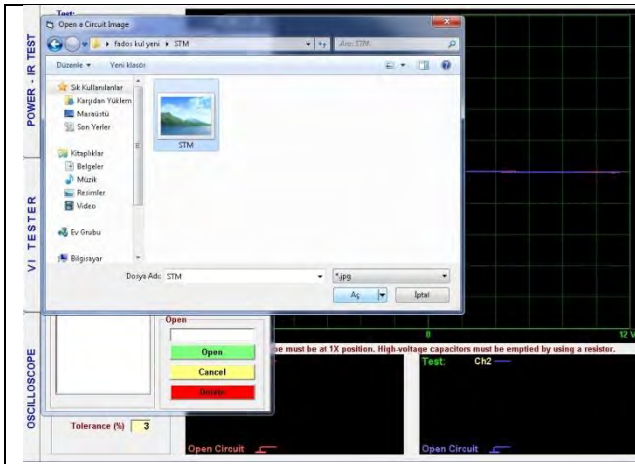 Test:
Open a Circuit Image
fados kul yeni ▸ STM
Ara: STM
Düzenle
Yeni klasör
Sık Kullanılanlar
Karşıdan Yüklem
Masaüstü
Son Yerler
Kitaplıklar
Belgeler
Müzik
Resimler
Video
Ev Grubu
Bilgisayar
STM
Dosya Adı: STM
*.jpg
Aç
İptal
POWER - IR TEST
VI TESTER
OSCILLOSCOPE
0
12 V
be must be at 1X position. High-voltage capacitors must be emptied by using a resistor.
Open
Open
Cancel
Delete
Tolerance (%) 3
Test: Ch2
Open Circuit
Open Circuit